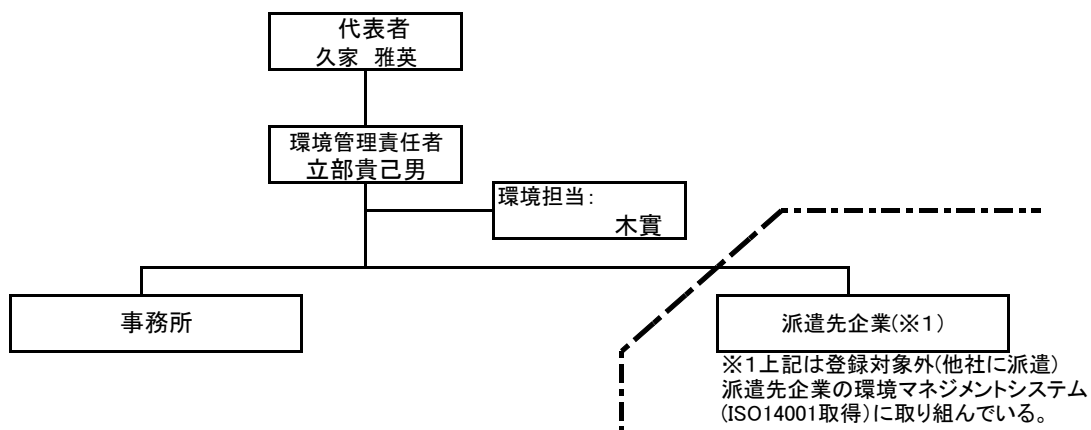 代表者
久家　雅英
環境管理責任者
立部貴己男
環境担当:
木實
事務所
派遣先企業(※１)
※１上記は登録対象外(他社に派遣)
派遣先企業の環境マネジメントシステム
(ISO14001取得)に取り組んでいる。